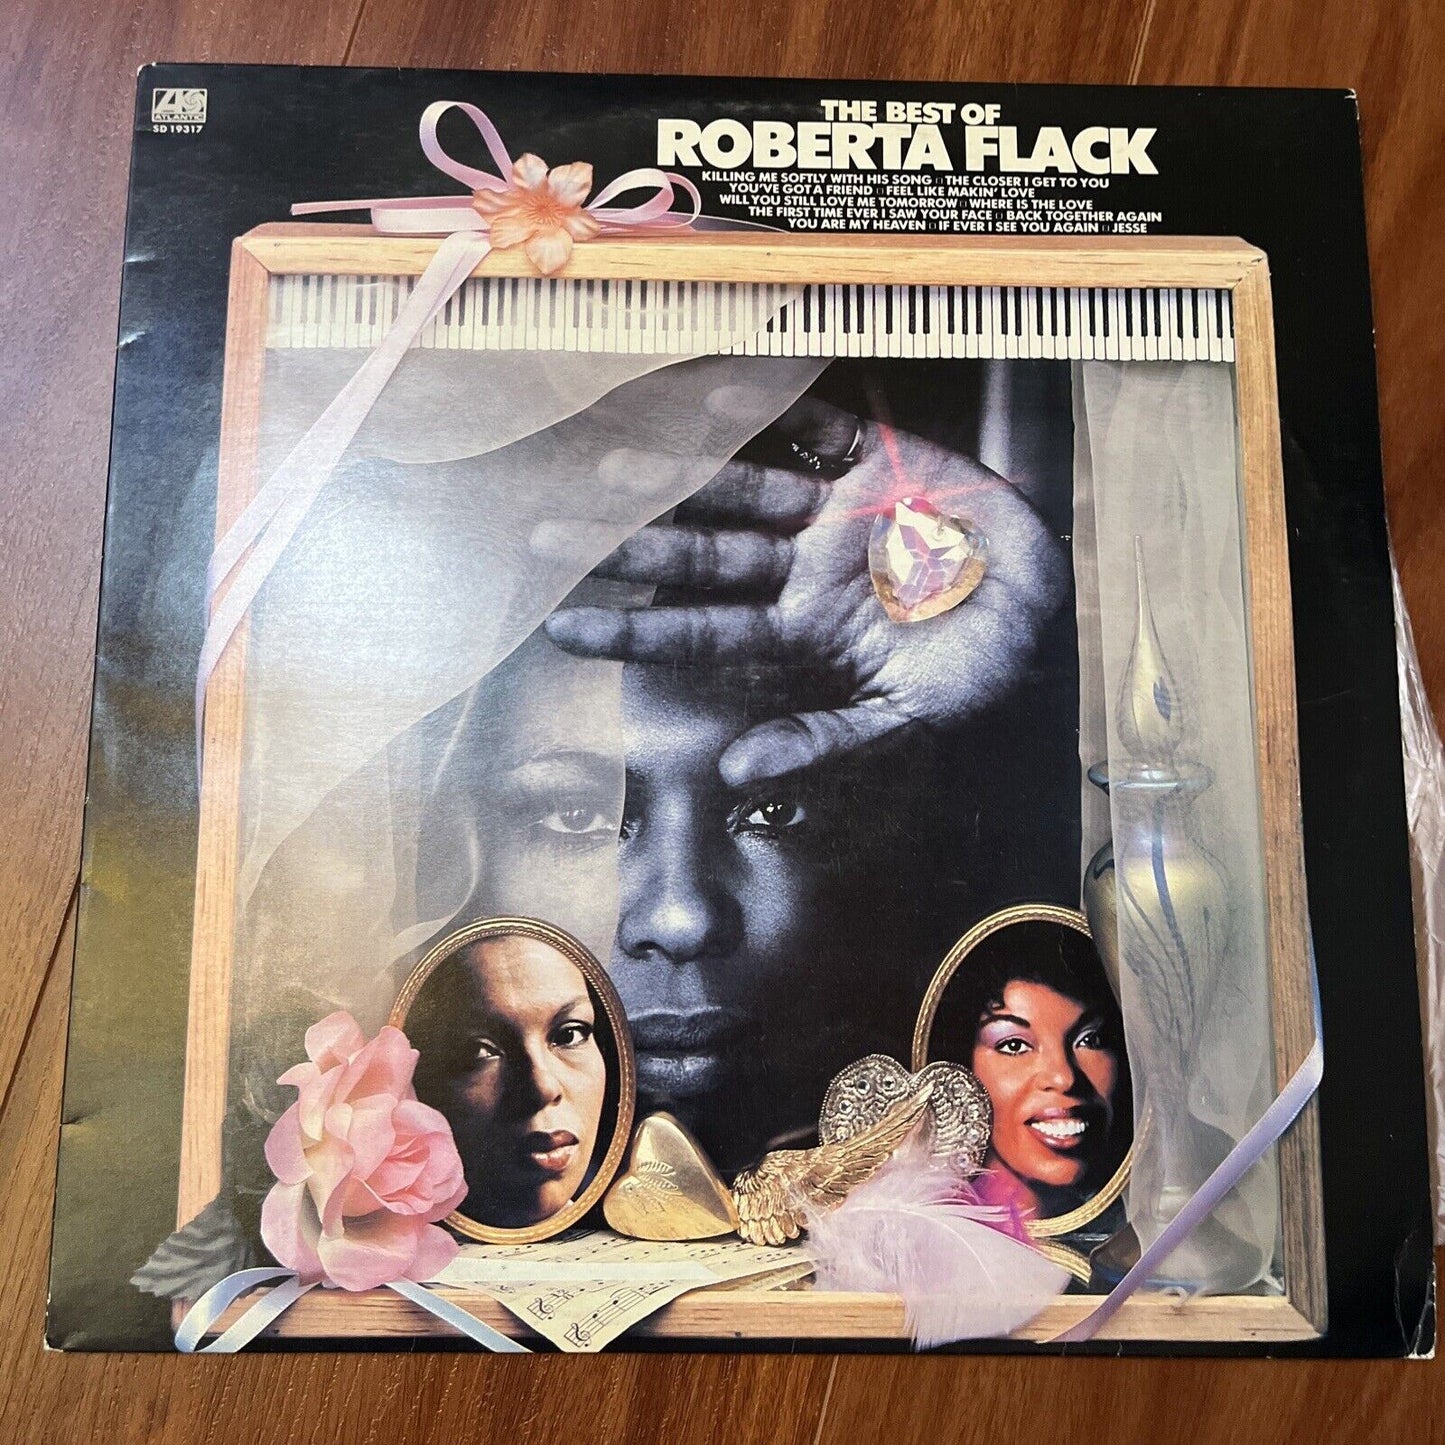 ATLANTIC
SD 19317
THE BEST OF
ROBERTA FLACK
KILLING ME SOFTLY WITH HIS SONG □ THE CLOSER I GET TO YOU
YOU'VE GOT A FRIEND □ FEEL LIKE MAKIN' LOVE
WILL YOU STILL LOVE ME TOMORROW □ WHERE IS THE LOVE
THE FIRST TIME EVER I SAW YOUR FACE □ BACK TOGETHER AGAIN
YOU ARE MY HEAVEN □ IF EVER I SEE YOU AGAIN □ JESSE